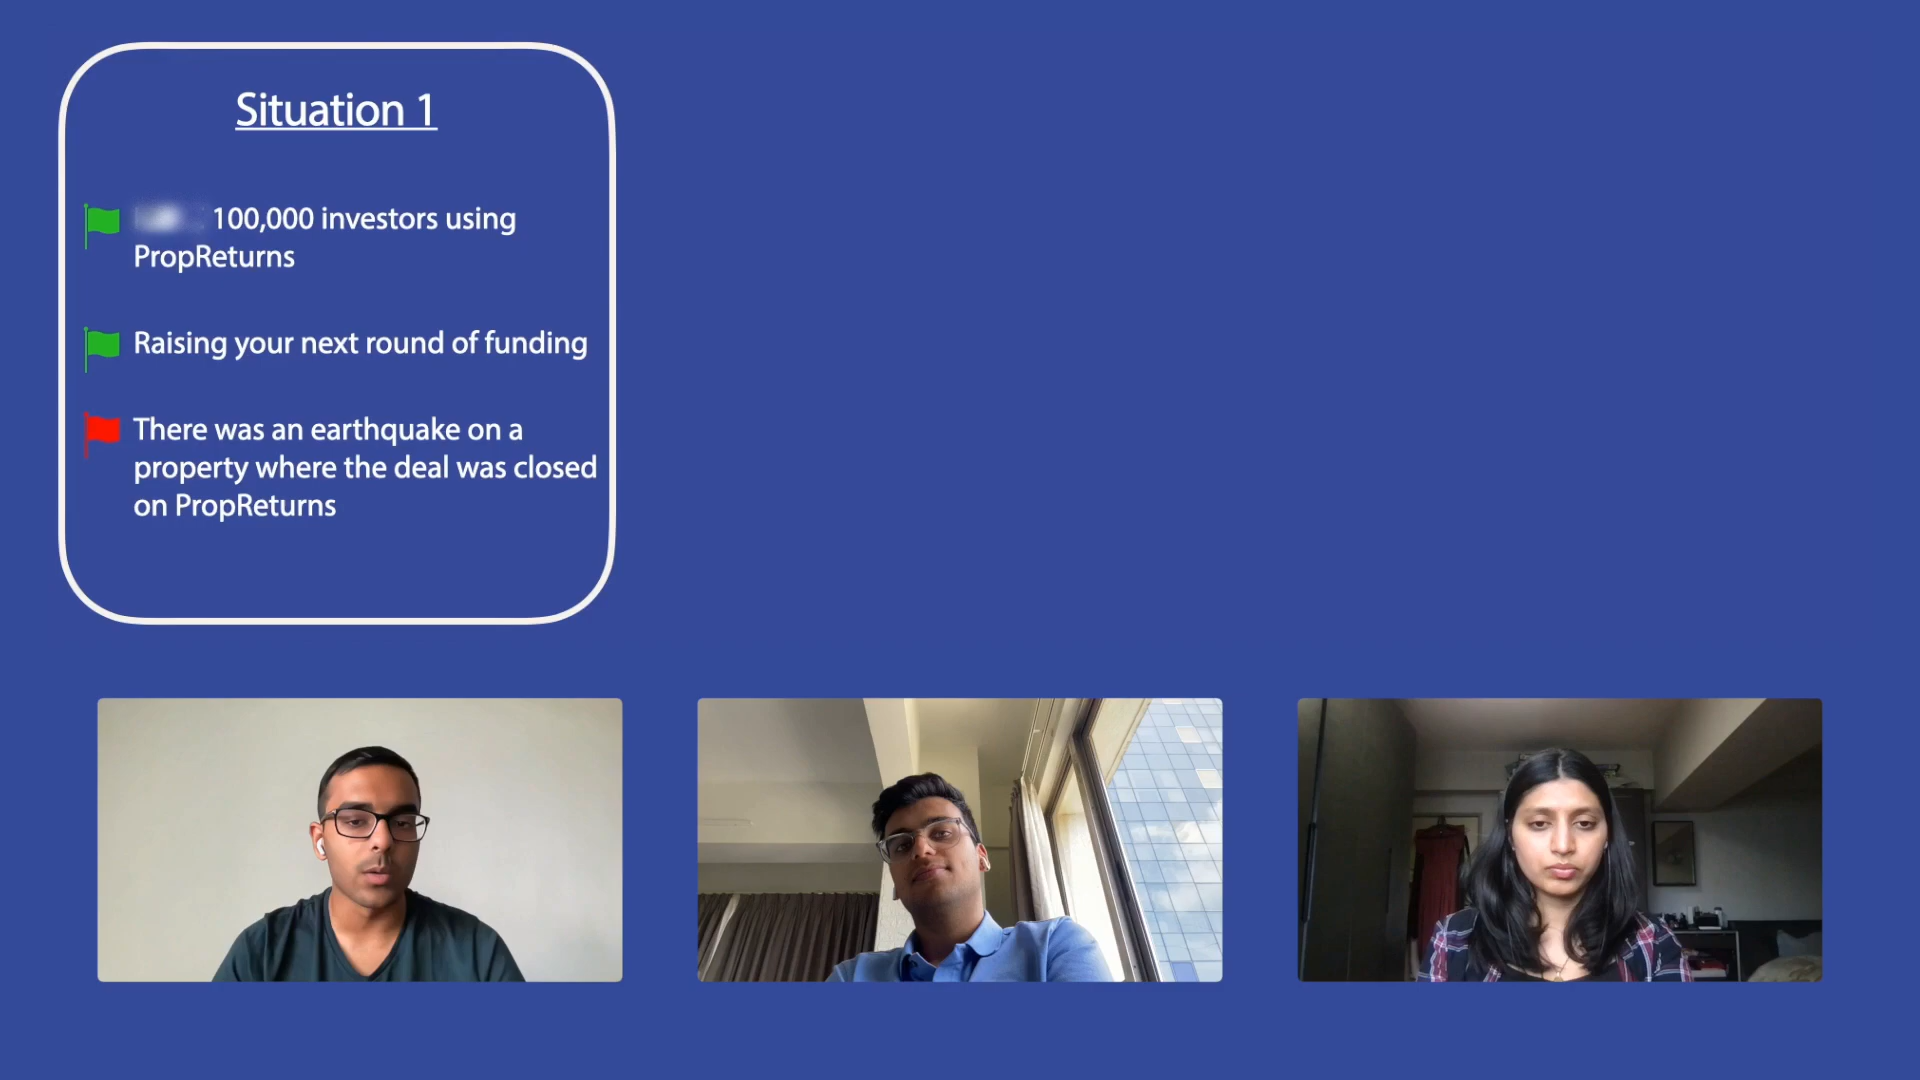 Situation 1
100,000 investors using
PropReturns
Raising your next round of funding
There was an earthquake on a
property where the deal was closed
on PropReturns